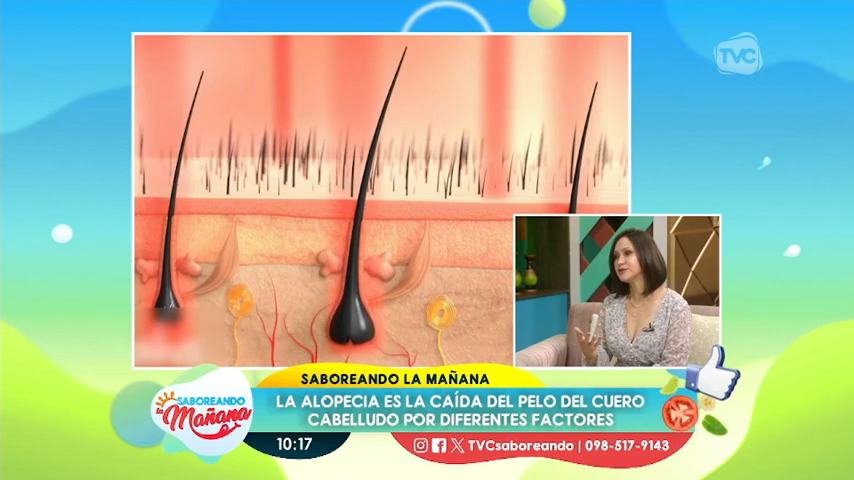 TVC
SABOREANDO LA MAÑANA
SABOREANDO
la Mañana
LA ALOPECIA ES LA CAÍDA DEL PELO DEL CUERO
CABELLUDO POR DIFERENTES FACTORES
10:17
TVCsaboreando | 098-517-9143